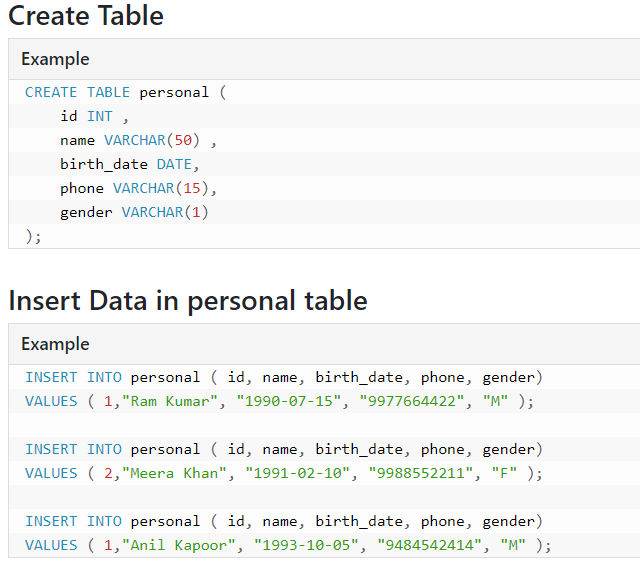 Create Table
Example
CREATE TABLE personal (
    id INT ,
    name VARCHAR(50) ,
    birth_date DATE,
    phone VARCHAR(15),
    gender VARCHAR(1)
);
Insert Data in personal table
Example
INSERT INTO personal ( id, name, birth_date, phone, gender)
VALUES ( 1,"Ram Kumar", "1990-07-15", "9977664422", "M" );
INSERT INTO personal ( id, name, birth_date, phone, gender)
VALUES ( 2,"Meera Khan", "1991-02-10", "9988552211", "F" );
INSERT INTO personal ( id, name, birth_date, phone, gender)
VALUES ( 1,"Anil Kapoor", "1993-10-05", "9484542414", "M" );